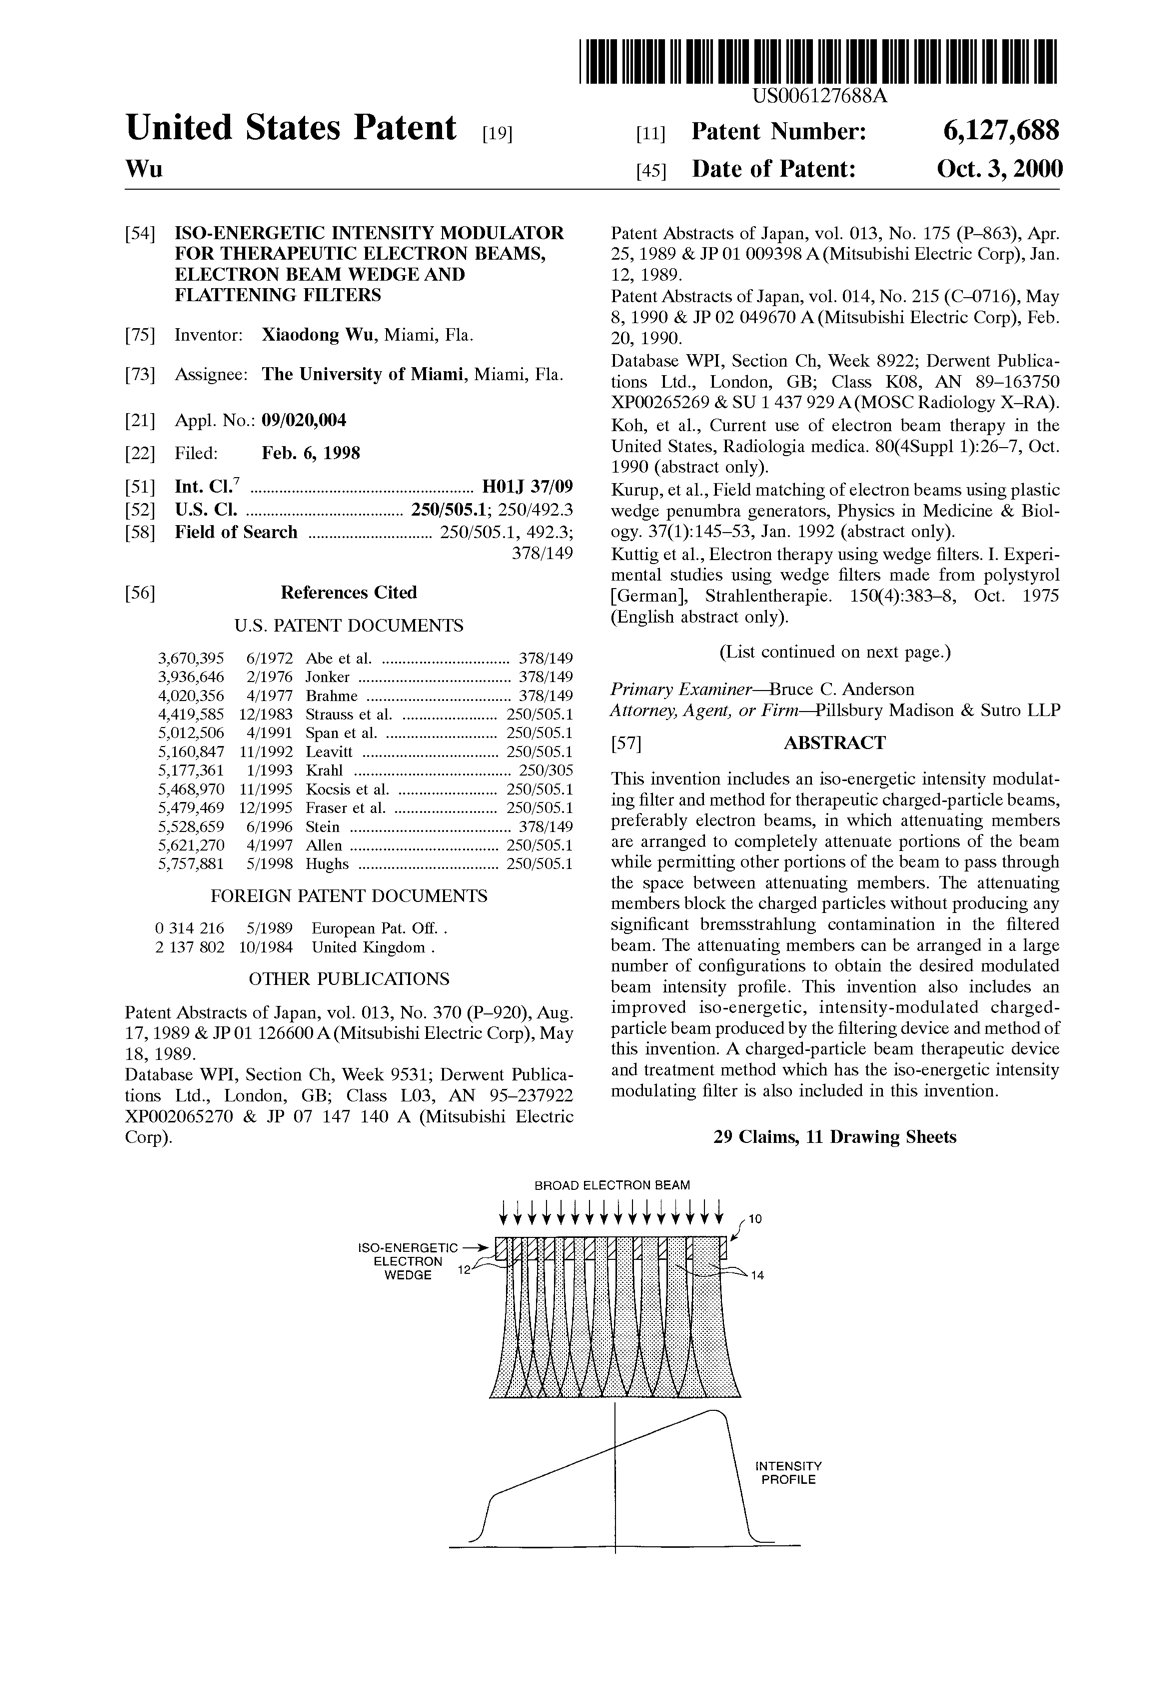 US006127688A
United States Patent [19]
Wu
[11] Patent Number: 6,127,688
[45] Date of Patent: Oct. 3, 2000
[54] ISO-ENERGETIC INTENSITY MODULATOR
FOR THERAPEUTIC ELECTRON BEAMS,
ELECTRON BEAM WEDGE AND
FLATTENING FILTERS
[75] Inventor: Xiaodong Wu, Miami, Fla.
[73] Assignee: The University of Miami, Miami, Fla.
[21] Appl. No.: 09/020,004
[22] Filed: Feb. 6, 1998
[51] Int. Cl.7 .................................................... H01J 37/09
[52] U.S. Cl. ...................................... 250/505.1; 250/492.3
[58] Field of Search .............................. 250/505.1, 492.3;
378/149
[56] References Cited
U.S. PATENT DOCUMENTS
3,670,395 6/1972 Abe et al. ............................... 378/149
3,936,646 2/1976 Jonker ..................................... 378/149
4,020,356 4/1977 Brahme ................................... 378/149
4,419,585 12/1983 Strauss et al. ....................... 250/505.1
5,012,506 4/1991 Span et al. ........................... 250/505.1
5,160,847 11/1992 Leavitt ................................. 250/505.1
5,177,361 1/1993 Krahl ...................................... 250/305
5,468,970 11/1995 Kocsis et al. ........................ 250/505.1
5,479,469 12/1995 Fraser et al. ......................... 250/505.1
5,528,659 6/1996 Stein ....................................... 378/149
5,621,270 4/1997 Allen .................................... 250/505.1
5,757,881 5/1998 Hughs .................................. 250/505.1
FOREIGN PATENT DOCUMENTS
0 314 216 5/1989 European Pat. Off. .
2 137 802 10/1984 United Kingdom .
OTHER PUBLICATIONS
Patent Abstracts of Japan, vol. 013, No. 370 (P–920), Aug.
17, 1989 & JP 01 126600 A (Mitsubishi Electric Corp), May
18, 1989.
Database WPI, Section Ch, Week 9531; Derwent Publica-
tions Ltd., London, GB; Class L03, AN 95–237922
XP002065270 & JP 07 147 140 A (Mitsubishi Electric
Corp).
Patent Abstracts of Japan, vol. 013, No. 175 (P–863), Apr.
25, 1989 & JP 01 009398 A (Mitsubishi Electric Corp), Jan.
12, 1989.
Patent Abstracts of Japan, vol. 014, No. 215 (C–0716), May
8, 1990 & JP 02 049670 A (Mitsubishi Electric Corp), Feb.
20, 1990.
Database WPI, Section Ch, Week 8922; Derwent Publica-
tions Ltd., London, GB; Class K08, AN 89–163750
XP00265269 & SU 1 437 929 A (MOSC Radiology X–RA).
Koh, et al., Current use of electron beam therapy in the
United States, Radiologia medica. 80(4Suppl 1):26–7, Oct.
1990 (abstract only).
Kurup, et al., Field matching of electron beams using plastic
wedge penumbra generators, Physics in Medicine & Biol-
ogy. 37(1):145–53, Jan. 1992 (abstract only).
Kuttig et al., Electron therapy using wedge filters. I. Experi-
mental studies using wedge filters made from polystyrol
[German], Strahlentherapie. 150(4):383–8, Oct. 1975
(English abstract only).
(List continued on next page.)
Primary Examiner—Bruce C. Anderson
Attorney, Agent, or Firm—Pillsbury Madison & Sutro LLP
[57] ABSTRACT
This invention includes an iso-energetic intensity modulat-
ing filter and method for therapeutic charged-particle beams,
preferably electron beams, in which attenuating members
are arranged to completely attenuate portions of the beam
while permitting other portions of the beam to pass through
the space between attenuating members. The attenuating
members block the charged particles without producing any
significant bremsstrahlung contamination in the filtered
beam. The attenuating members can be arranged in a large
number of configurations to obtain the desired modulated
beam intensity profile. This invention also includes an
improved iso-energetic, intensity-modulated charged-
particle beam produced by the filtering device and method of
this invention. A charged-particle beam therapeutic device
and treatment method which has the iso-energetic intensity
modulating filter is also included in this invention.
29 Claims, 11 Drawing Sheets
BROAD ELECTRON BEAM
10
ISO-ENERGETIC
ELECTRON
WEDGE
12
14
INTENSITY
PROFILE